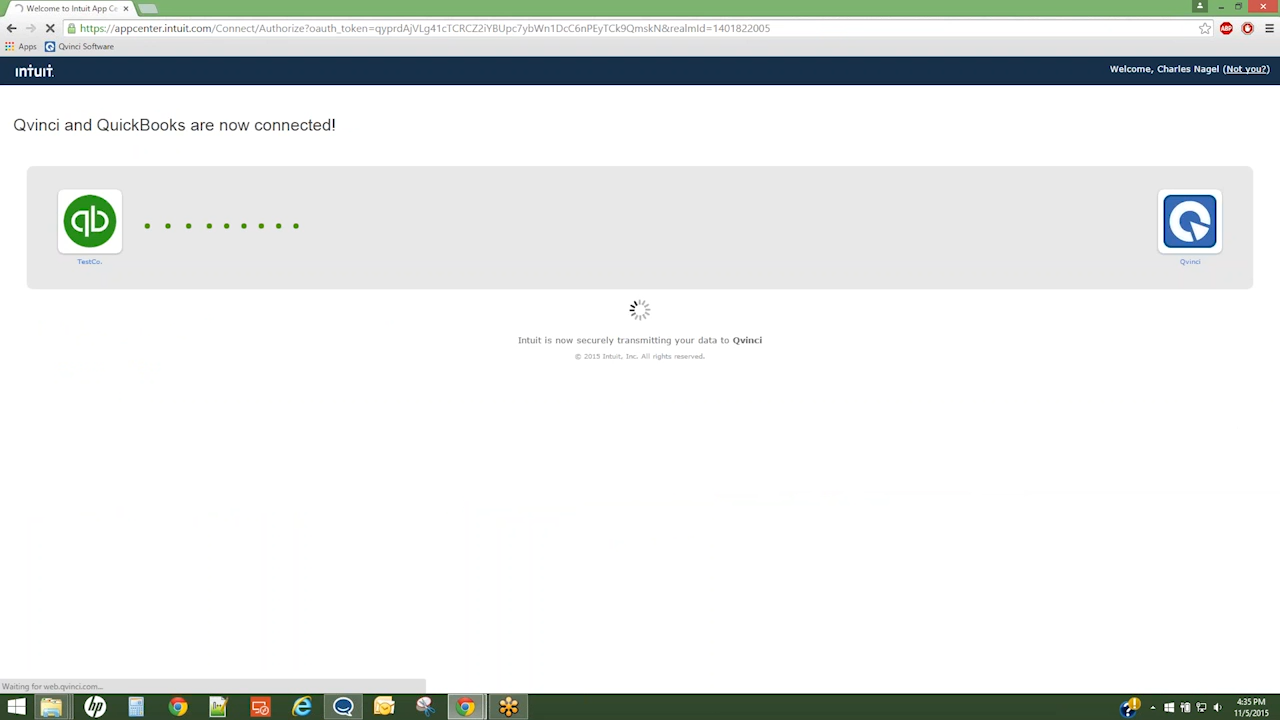 Welcome to Intuit App Ce
https://appcenter.intuit.com/Connect/Authorize?oauth_token=qyprdAjVLg41cTCRCZ2iYBUpc7ybWn1DcC6nPEyTCk9QmskN&realmId=1401822005
ABP
Apps
Qvinci Software
intuit.
Welcome, Charles Nagel (Not you?)
Qvinci and QuickBooks are now connected!
qb
TestCo.
Qvinci
Intuit is now securely transmitting your data to Qvinci
© 2015 Intuit, Inc. All rights reserved.
Waiting for web.qvinci.com...
hp
4:35 PM
11/5/2015